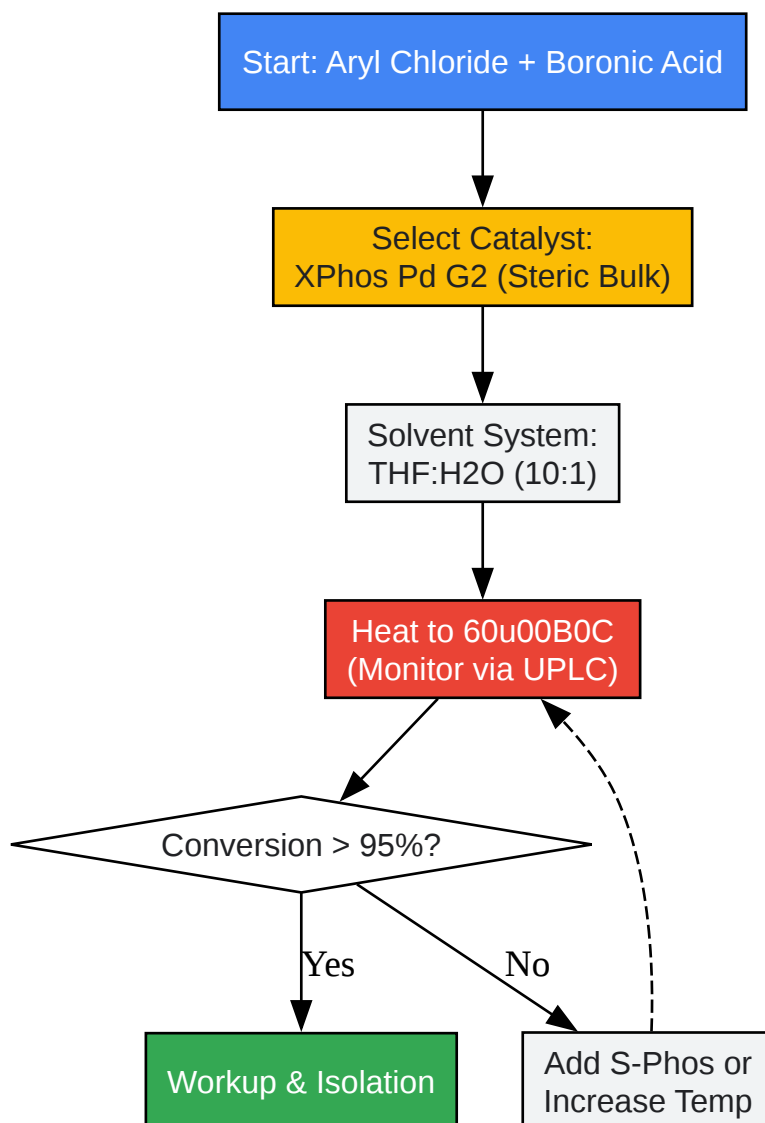 Start: Aryl Chloride + Boronic Acid
Select Catalyst:
XPhos Pd G2 (Steric Bulk)
Solvent System:
THF:H2O (10:1)
Heat to 60u00B0C
(Monitor via UPLC)
Conversion > 95%?
Yes
No
Workup & Isolation
Add S-Phos or
Increase Temp